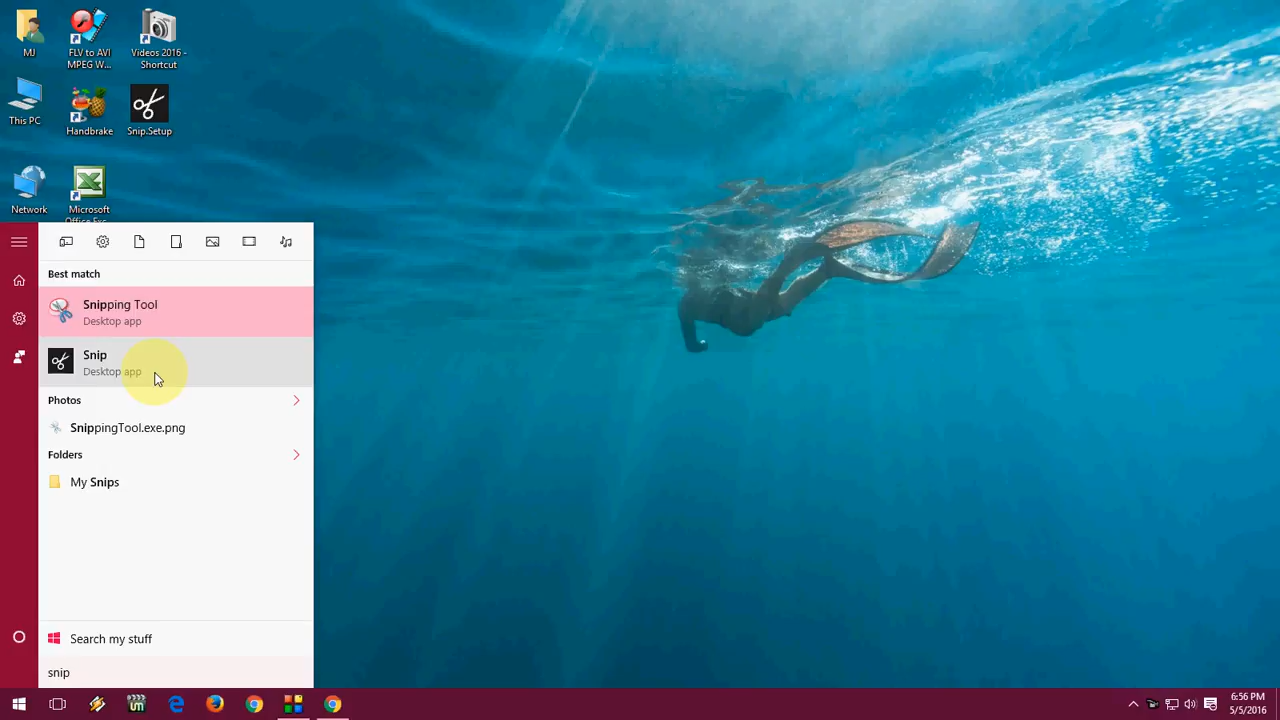 MJ
FLV to AVI
MPEG W...
Videos 2016 -
Shortcut
This PC
Handbrake
Snip.Setup
Network
Microsoft
Office Exc...
Best match
Snipping Tool
Desktop app
Snip
Desktop app
Photos
SnippingTool.exe.png
Folders
My Snips
Search my stuff
snip
6:56 PM
5/5/2016